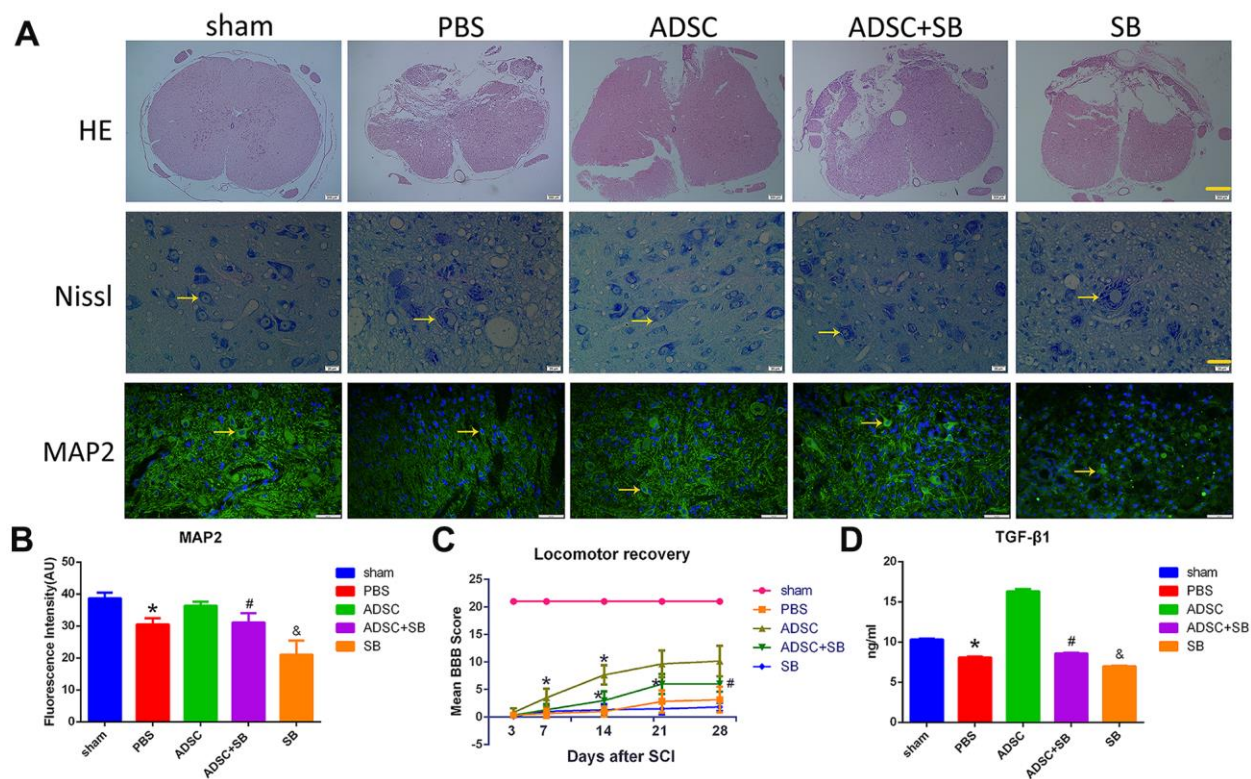 A
sham PBS ADSC ADSC+SB SB
HE
Nissl
MAP2
B
MAP2
Fluorescence Intensity(AU)
50
40
30
20
10
0
*
#
&
sham
PBS
ADSC
ADSC+SB
SB
sham PBS ADSC ADSC+SB SB
C
Locomotor recovery
Mean BBB Score
25
20
15
10
5
0
*
*
*
*
#
3 7 14 21 28
Days after SCI
sham
PBS
ADSC
ADSC+SB
SB
D
TGF-β1
ng/ml
20
15
10
5
0
*
#
&
sham
PBS
ADSC
ADSC+SB
SB
sham PBS ADSC ADSC+SB SB